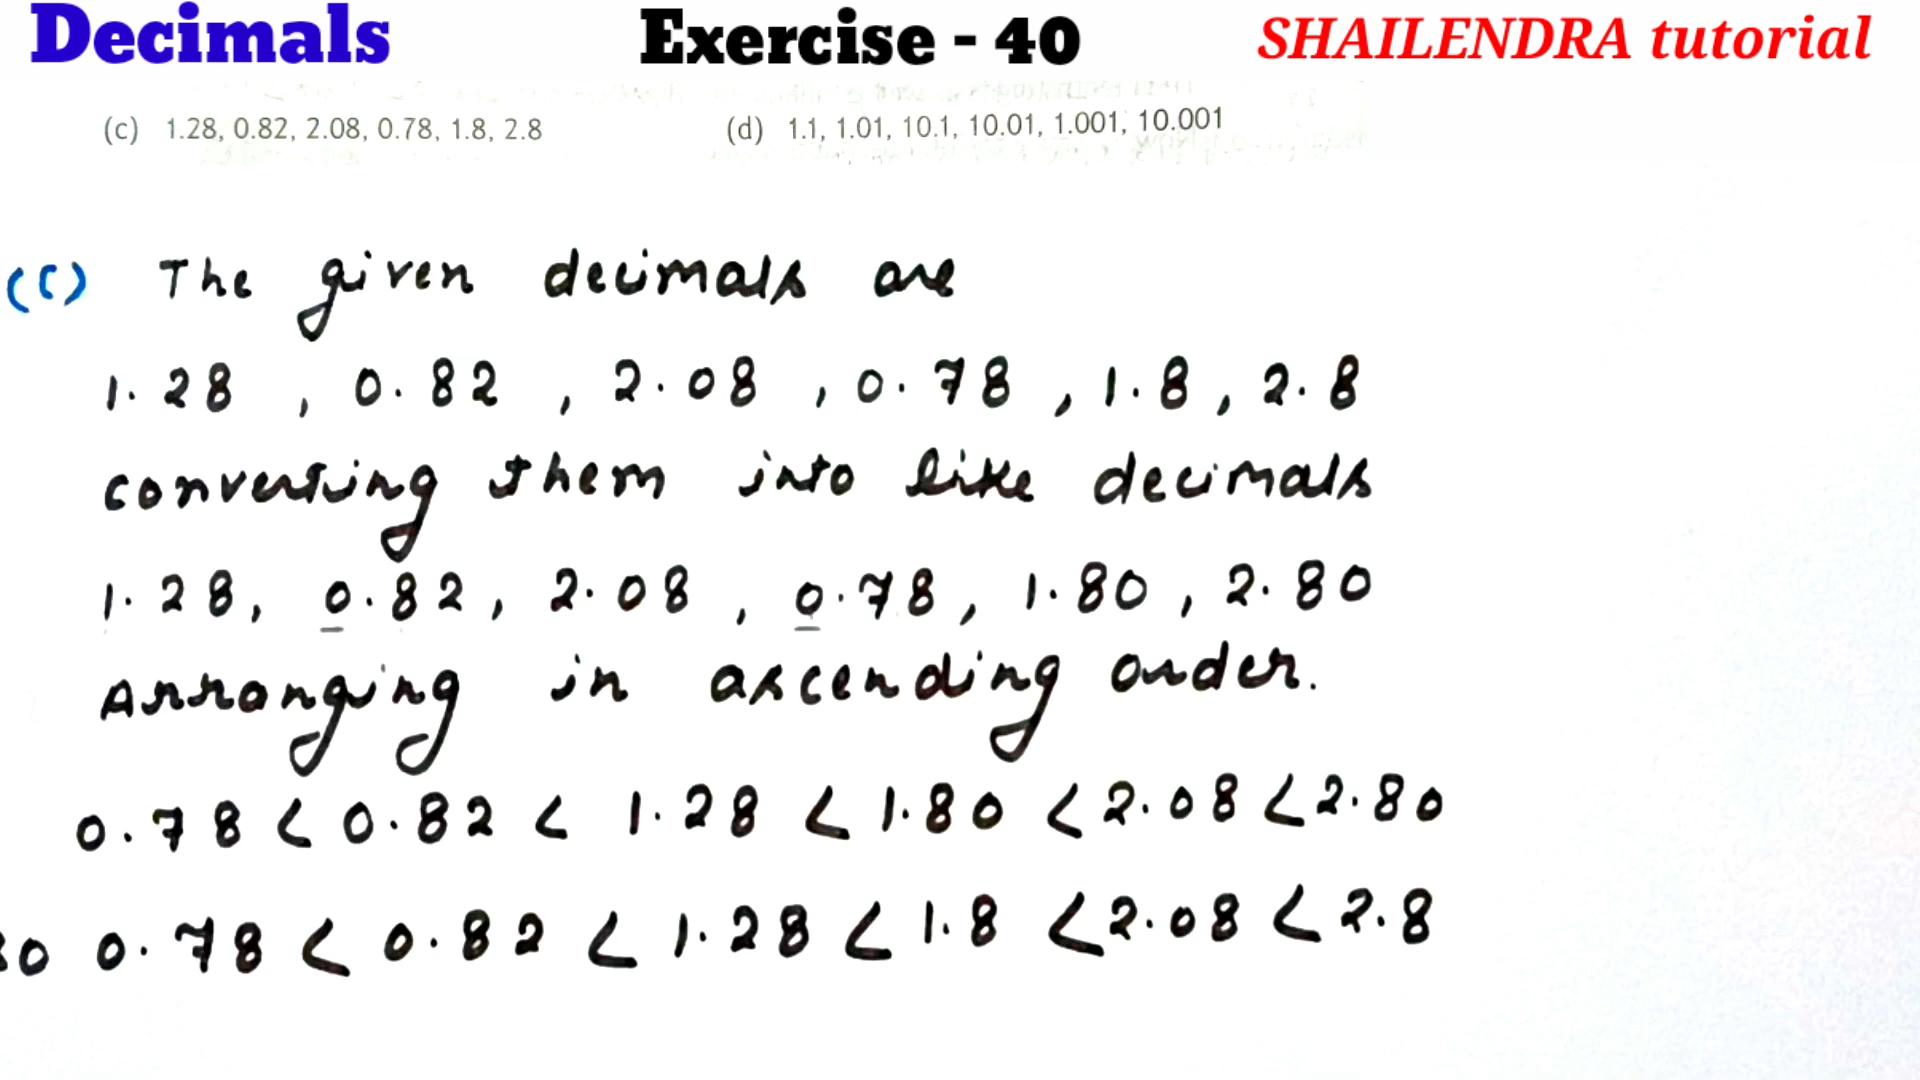 Decimals Exercise - 40 SHAILENDRA tutorial
(c) 1.28, 0.82, 2.08, 0.78, 1.8, 2.8 (d) 1.1, 1.01, 10.1, 10.01, 1.001, 10.001
(C) The given decimals are
1.28 , 0.82 , 2.08 , 0.78 , 1.8 , 2.8
converting them into like decimals
1.28, 0.82, 2.08 , 0.78, 1.80 , 2.80
Arranging in ascending order.
0.78 < 0.82 < 1.28 < 1.80 < 2.08 < 2.80
so 0.78 < 0.82 < 1.28 < 1.8 < 2.08 < 2.8